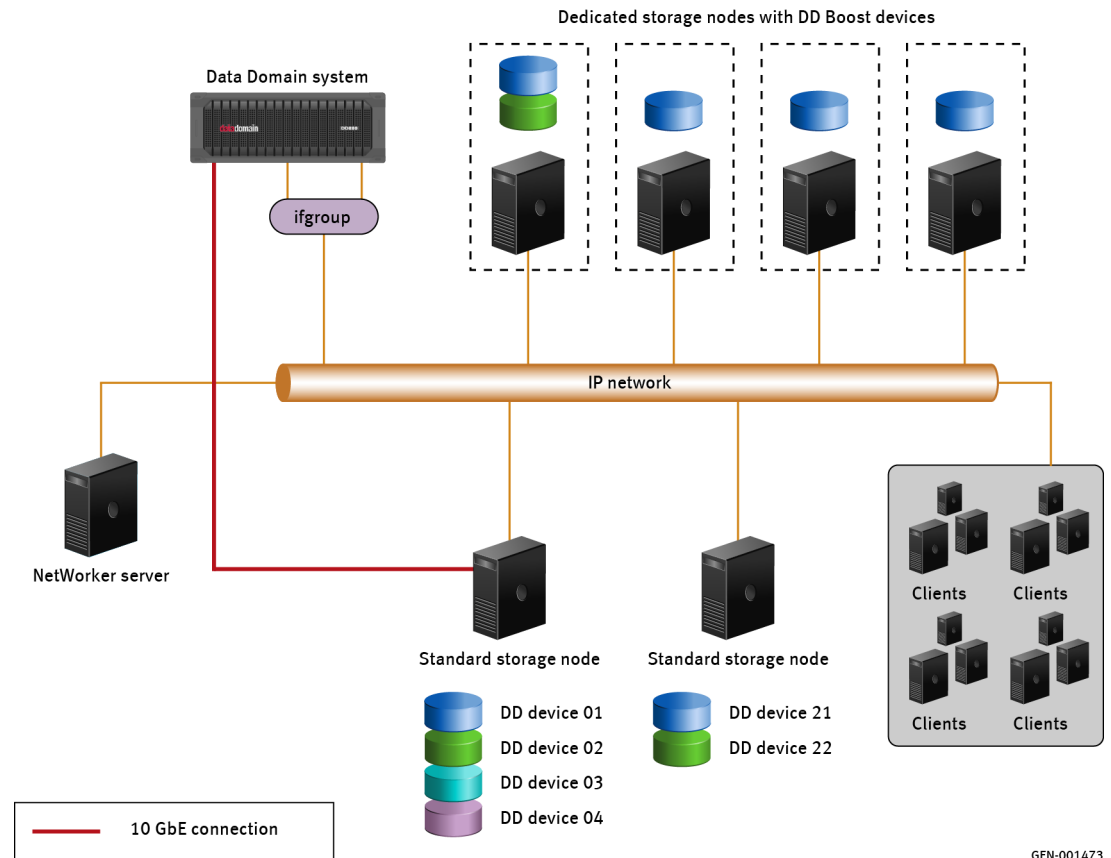 Dedicated storage nodes with DD Boost devices
Data Domain system
datadomain
ifgroup
IP network
NetWorker server
Standard storage node
Standard storage node
Clients
Clients
Clients
Clients
DD device 01
DD device 02
DD device 03
DD device 04
DD device 21
DD device 22
10 GbE connection
GEN-001473